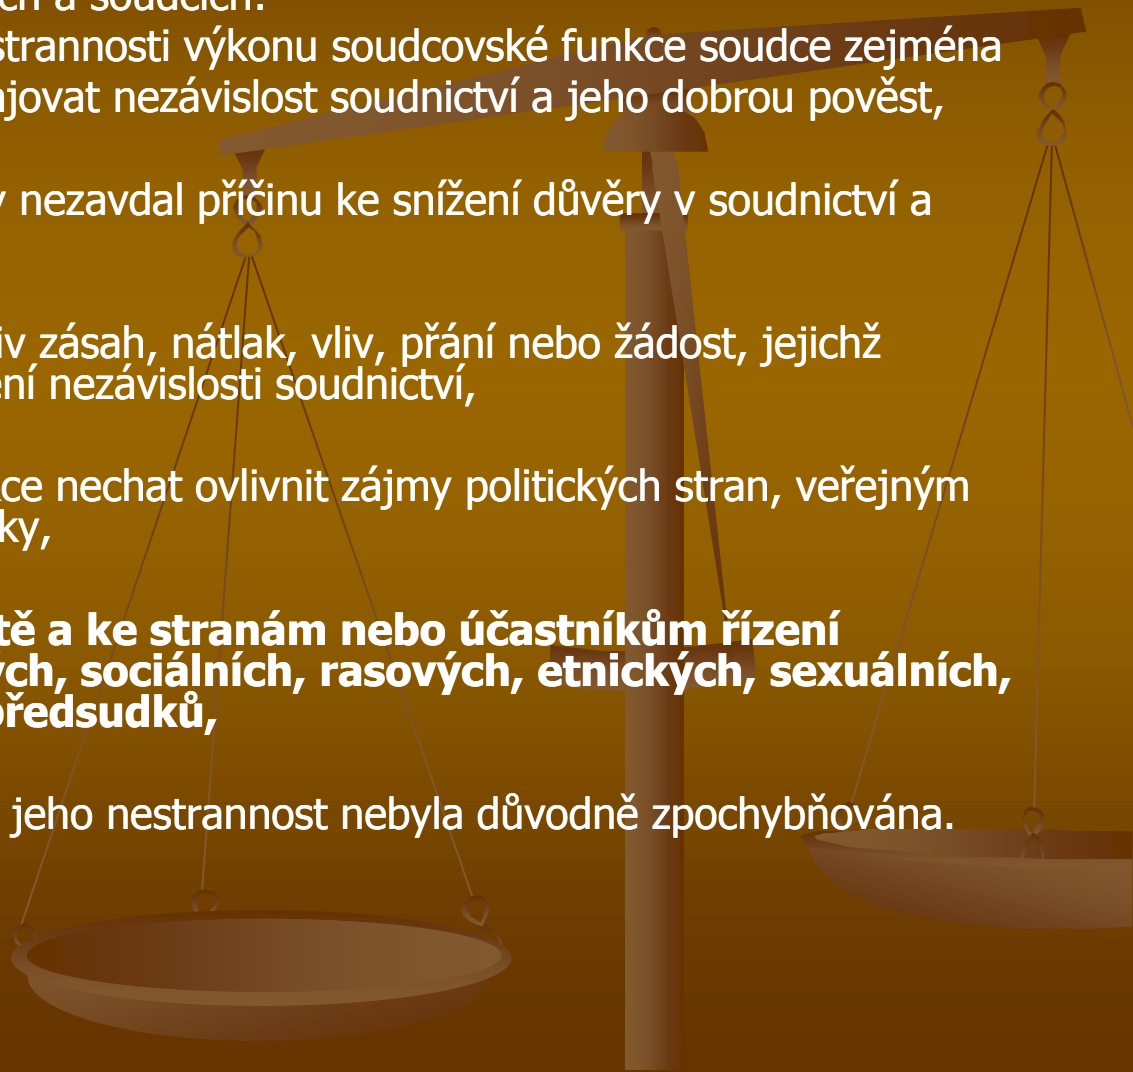 ch a soudcích:
strannosti výkonu soudcovské funkce soudce zejména
ajovat nezávislost soudnictví a jeho dobrou pověst,
y nezavdal příčinu ke snížení důvěry v soudnictví a
iv zásah, nátlak, vliv, přání nebo žádost, jejichž
ení nezávislosti soudnictví,
kce nechat ovlivnit zájmy politických stran, veřejným
ky,
tě a ke stranám nebo účastníkům řízení
ých, sociálních, rasových, etnických, sexuálních,
předsudků,
jeho nestrannost nebyla důvodně zpochybňována.